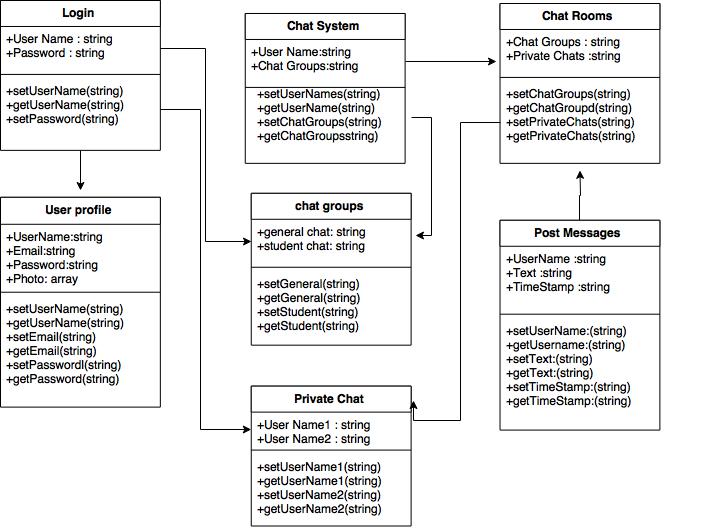 Login
+User Name : string
+Password : string
+setUserName(string)
+getUserName(string)
+setPassword(string)
Chat System
+User Name:string
+Chat Groups:string
+setUserNames(string)
+getUserName(string)
+setChatGroups(string)
+getChatGroupsstring)
Chat Rooms
+Chat Groups : string
+Private Chats :string
+setChatGroups(string)
+getChatGroupd(string)
+setPrivateChats(string)
+getPrivateChats(string)
User profile
+UserName:string
+Email:string
+Password:string
+Photo: array
+setUserName(string)
+getUserName(string)
+setEmail(string)
+getEmail(string)
+setPasswordl(string)
+getPassword(string)
chat groups
+general chat: string
+student chat: string
+setGeneral(string)
+getGeneral(string)
+setStudent(string)
+getStudent(string)
Post Messages
+UserName :string
+Text :string
+TimeStamp :string
+setUserName:(string)
+getUsername:(string)
+setText:(string)
+getText:(string)
+setTimeStamp:(string)
+getTimeStamp:(string)
Private Chat
+User Name1 : string
+User Name2 : string
+setUserName1(string)
+getUserName1(string)
+setUserName2(string)
+getUserName2(string)